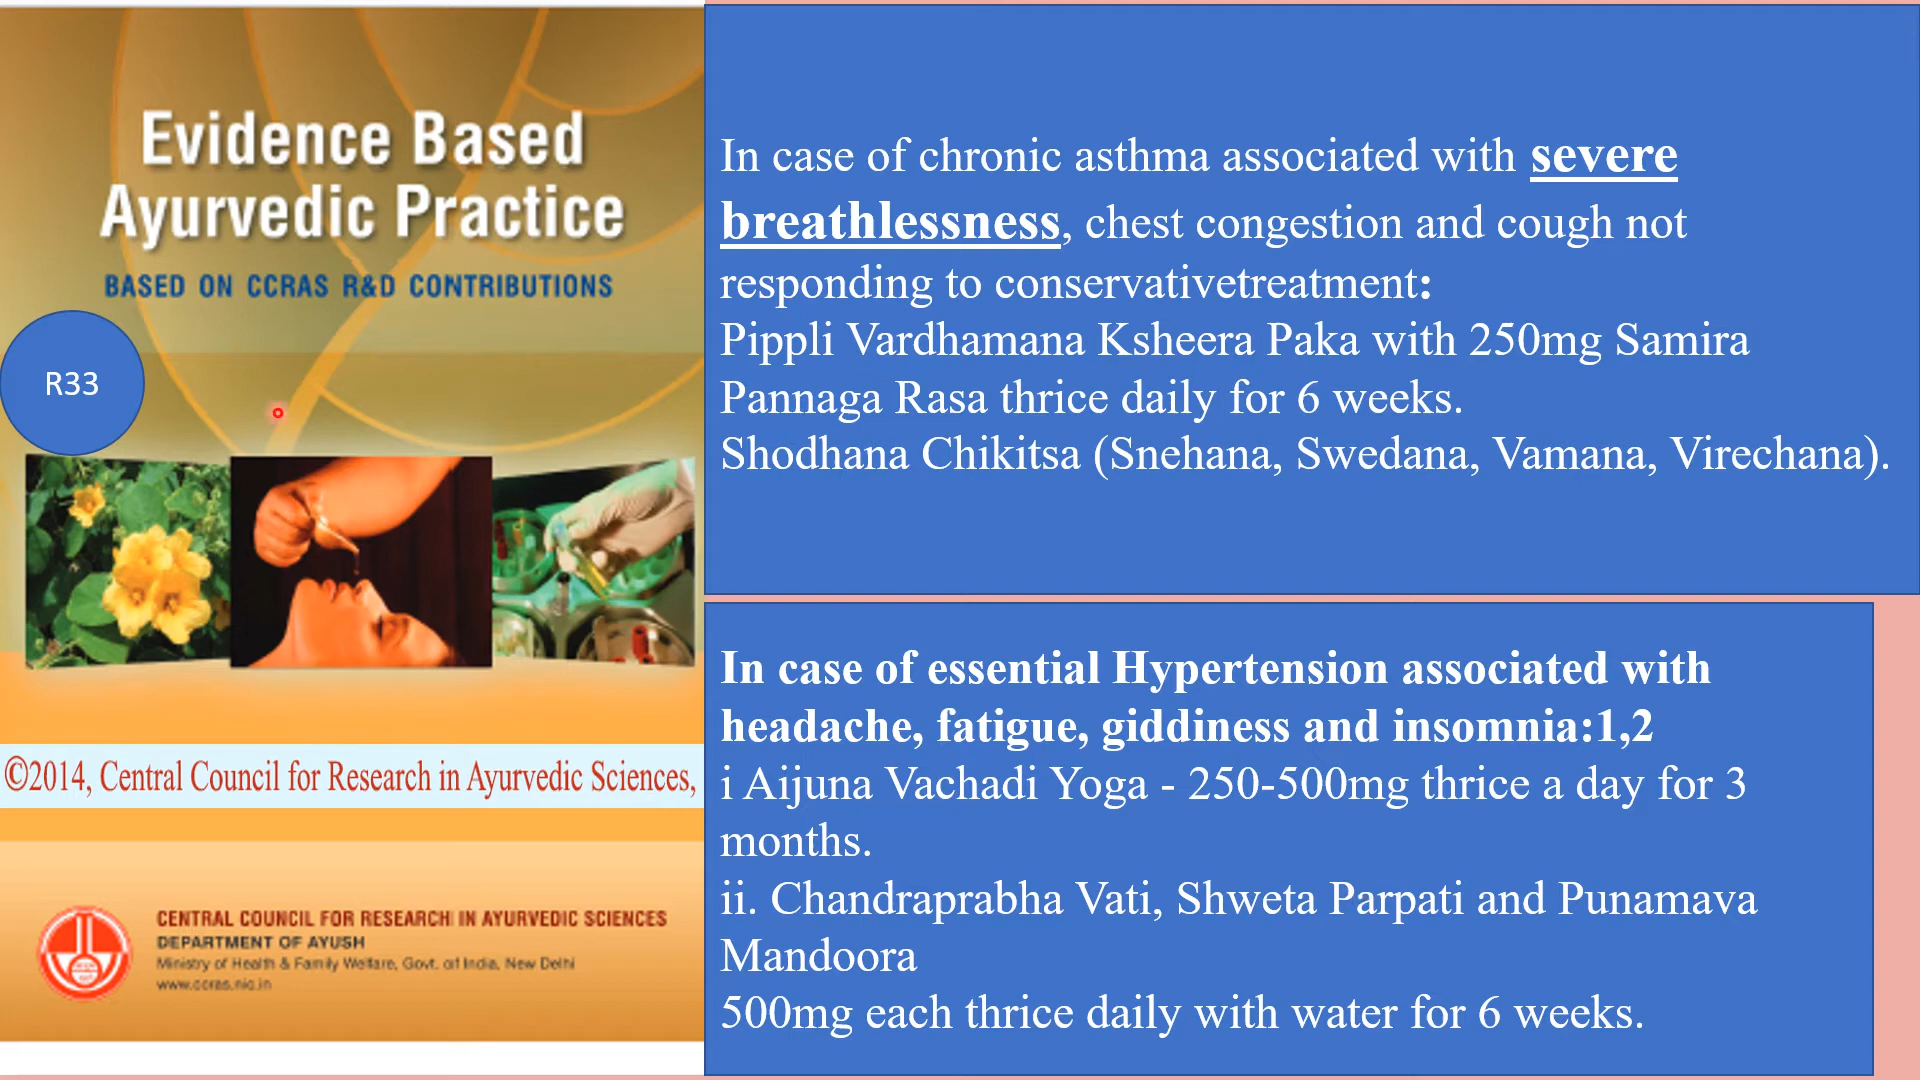 Evidence Based
Ayurvedic Practice
BASED ON CCRAS R&D CONTRIBUTIONS
R33
©2014, Central Council for Research in Ayurvedic Sciences,
CENTRAL COUNCIL FOR RESEARCH IN AYURVEDIC SCIENCES
DEPARTMENT OF AYUSH
Ministry of Health & Family Welfare, Govt. of India, New Delhi
www.ccras.nic.in
In case of chronic asthma associated with severe
breathlessness, chest congestion and cough not
responding to conservativetreatment:
Pippli Vardhamana Ksheera Paka with 250mg Samira
Pannaga Rasa thrice daily for 6 weeks.
Shodhana Chikitsa (Snehana, Swedana, Vamana, Virechana).
In case of essential Hypertension associated with
headache, fatigue, giddiness and insomnia:1,2
i Aijuna Vachadi Yoga - 250-500mg thrice a day for 3
months.
ii. Chandraprabha Vati, Shweta Parpati and Punamava
Mandoora
500mg each thrice daily with water for 6 weeks.